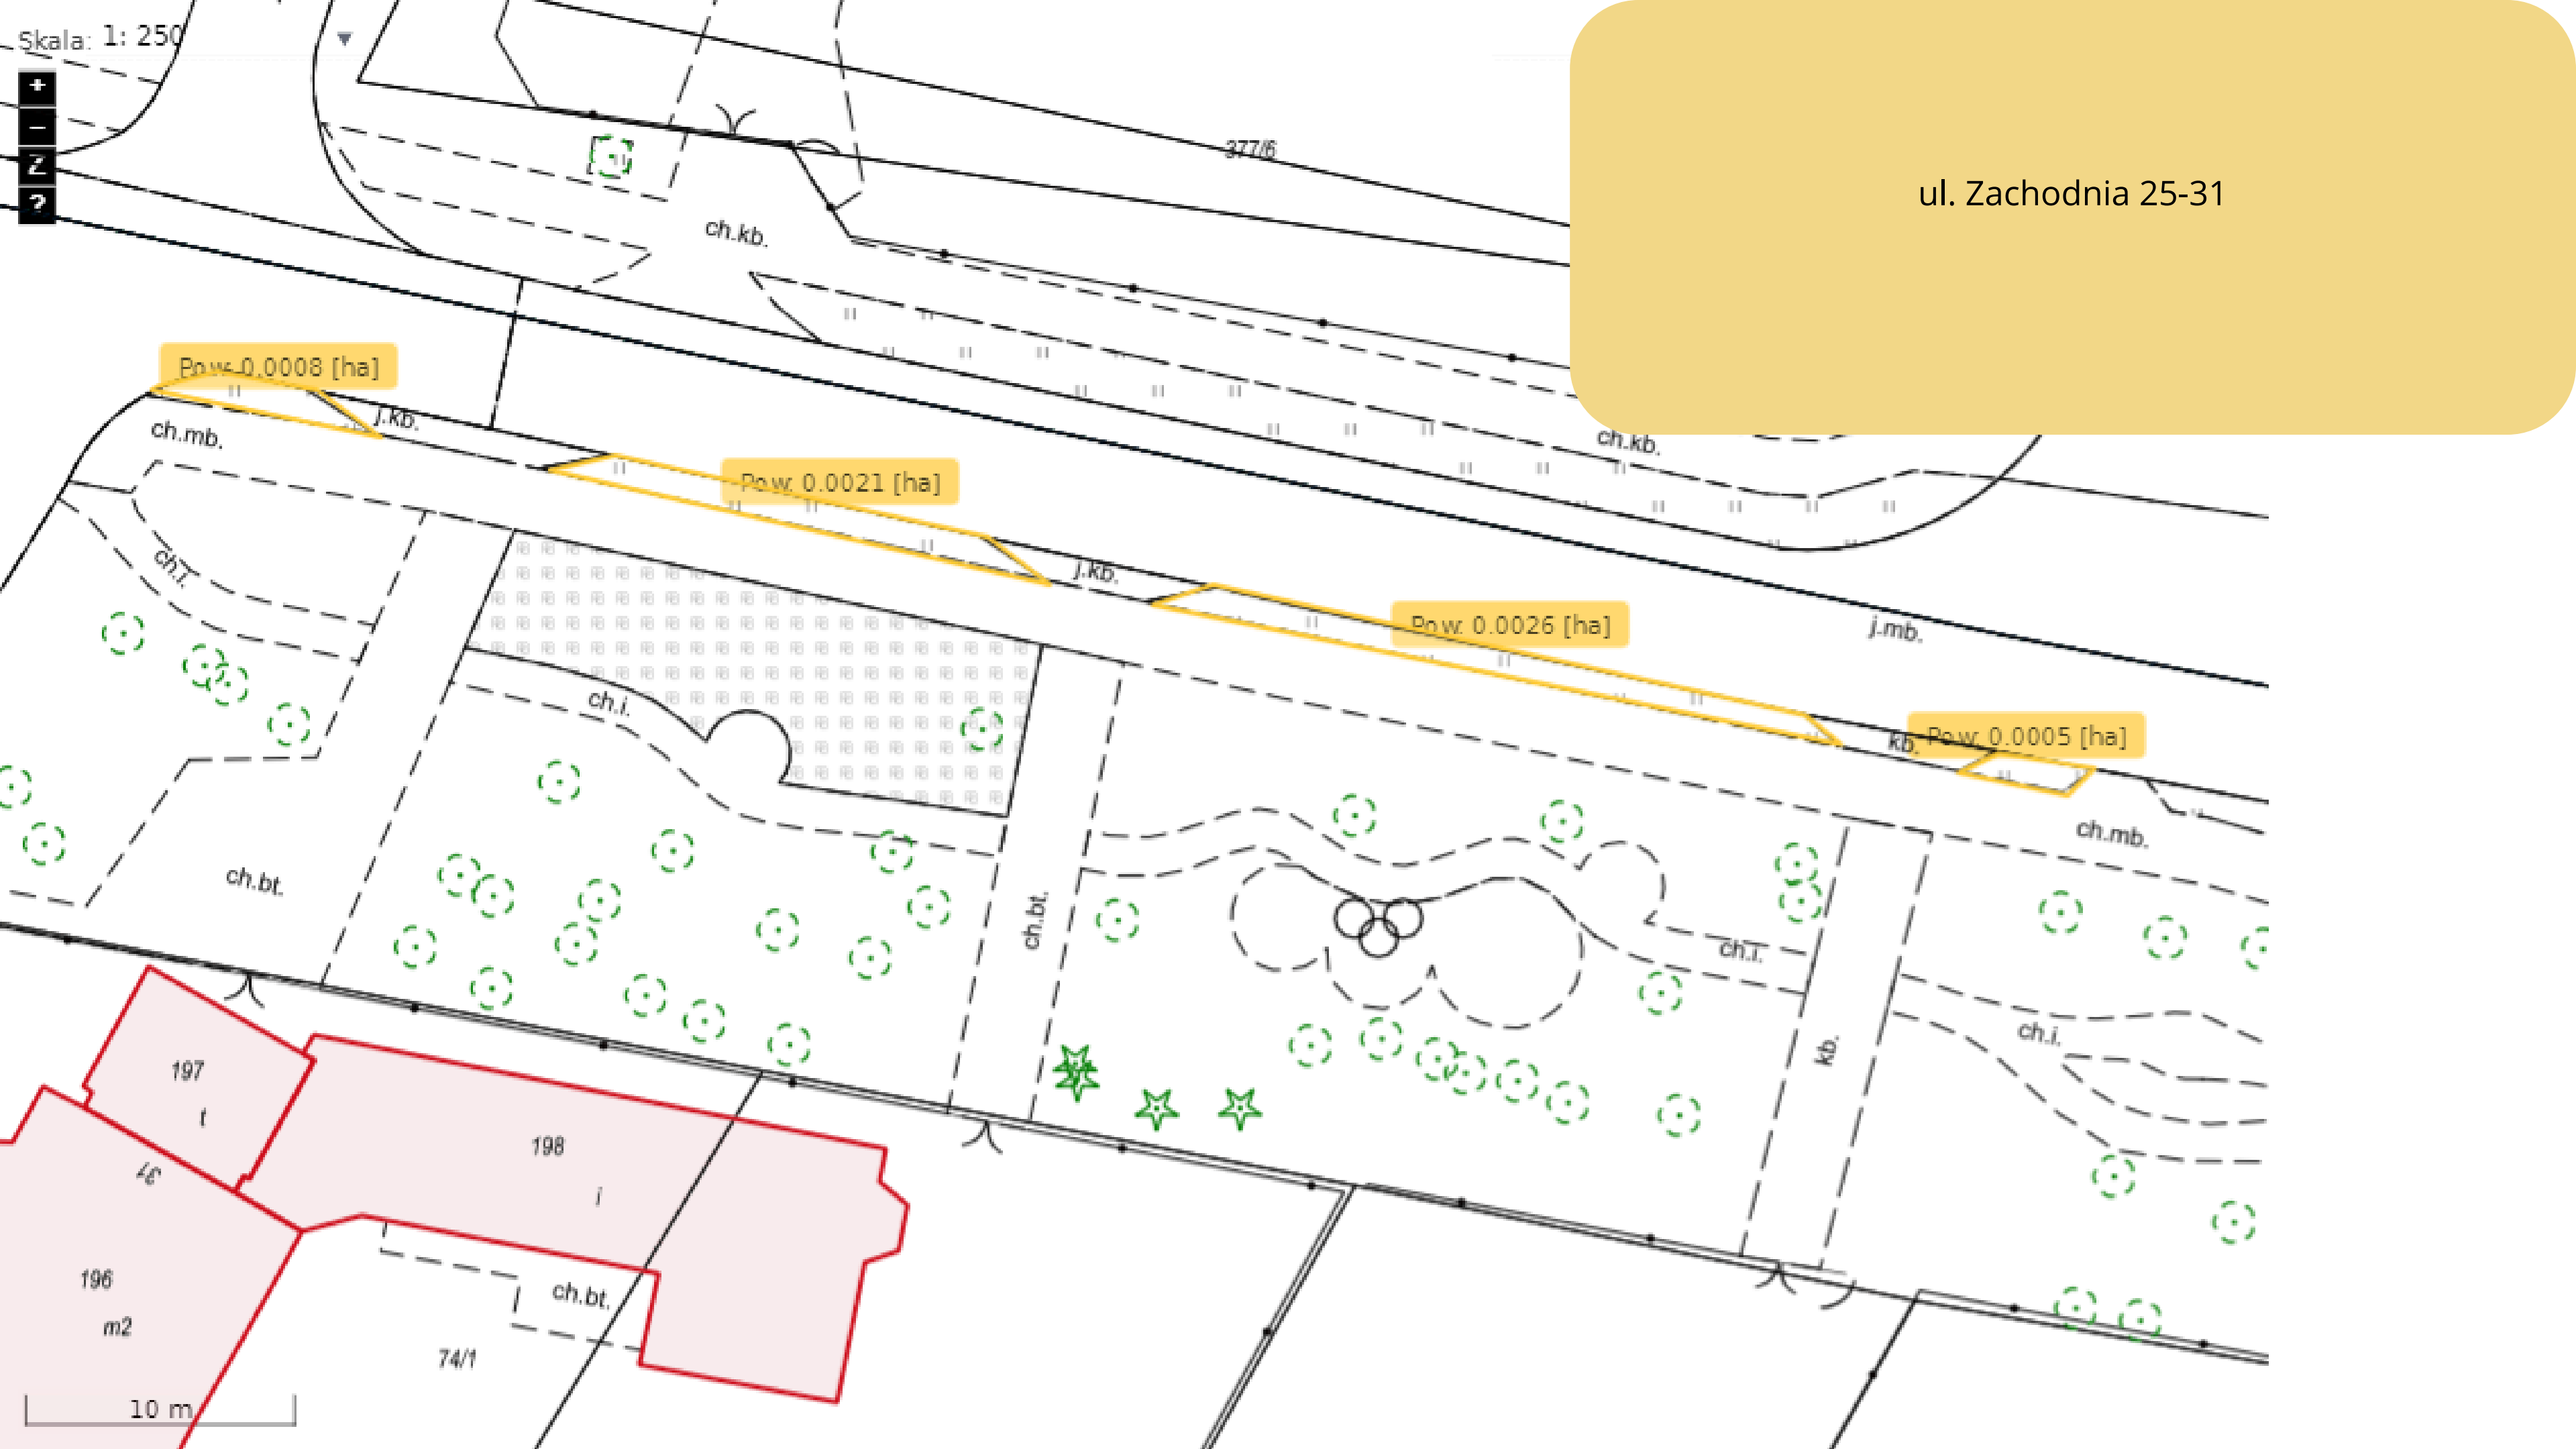 Skala: 1: 250
+
−
Z
?
377/6
ul. Zachodnia 25-31
ch.kb.
Pow: 0.0008 [ha]
j.kb.
ch.mb.
ch.kb.
Pow: 0.0021 [ha]
j.kb.
ch.i.
Pow: 0.0026 [ha]
j.mb.
ch.i.
kb.
Pow: 0.0005 [ha]
ch.mb.
ch.bt.
ch.bt.
ch.i.
ch.i.
kb.
197
t
198
i
31
196
m2
ch.bt.
74/1
10 m